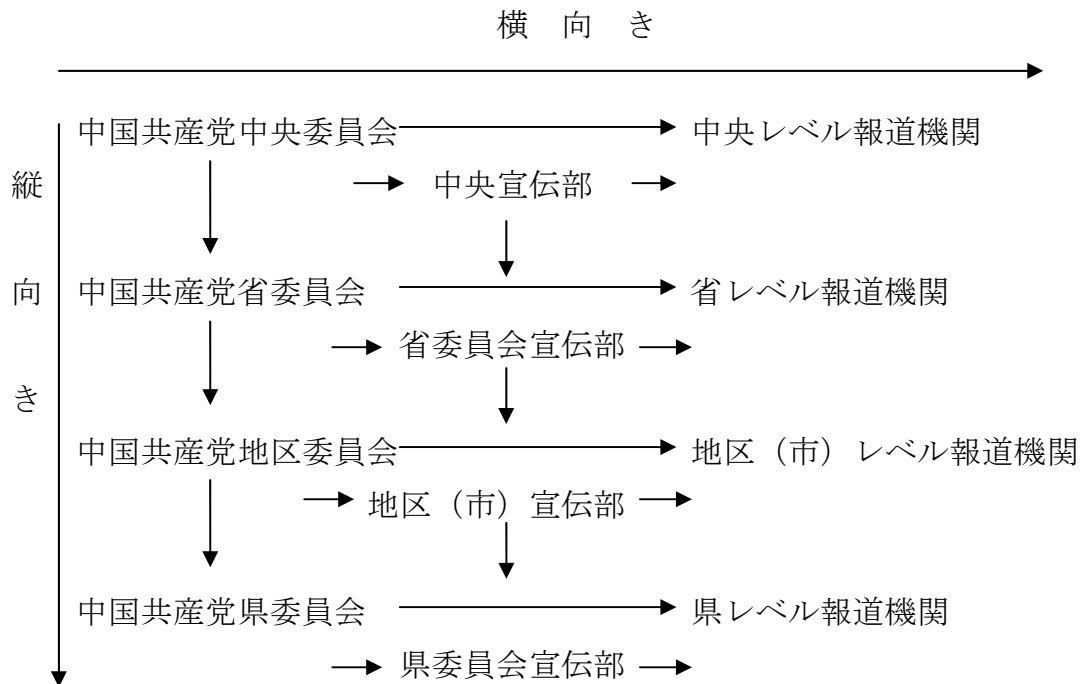 横 向 き
縦向き
中国共産党中央委員会 中央レベル報道機関
中央宣伝部
中国共産党省委員会 省レベル報道機関
省委員会宣伝部
中国共産党地区委員会 地区（市）レベル報道機関
地区（市）宣伝部
中国共産党県委員会 県レベル報道機関
県委員会宣伝部